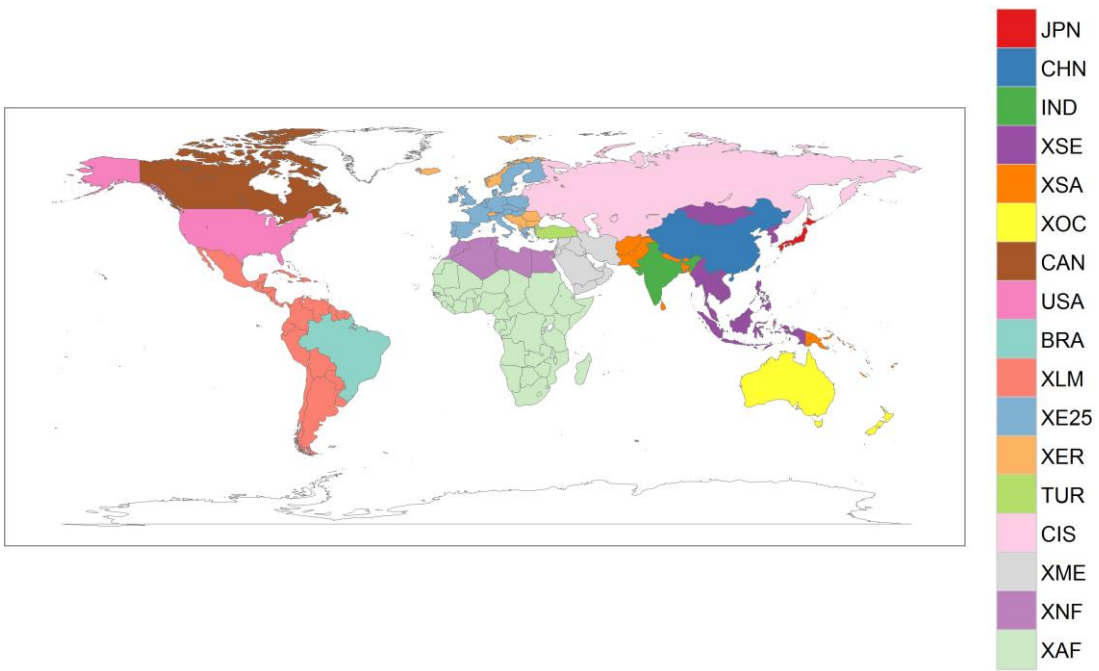 JPN
CHN
IND
XSE
XSA
XOC
CAN
USA
BRA
XLM
XE25
XER
TUR
CIS
XME
XNF
XAF